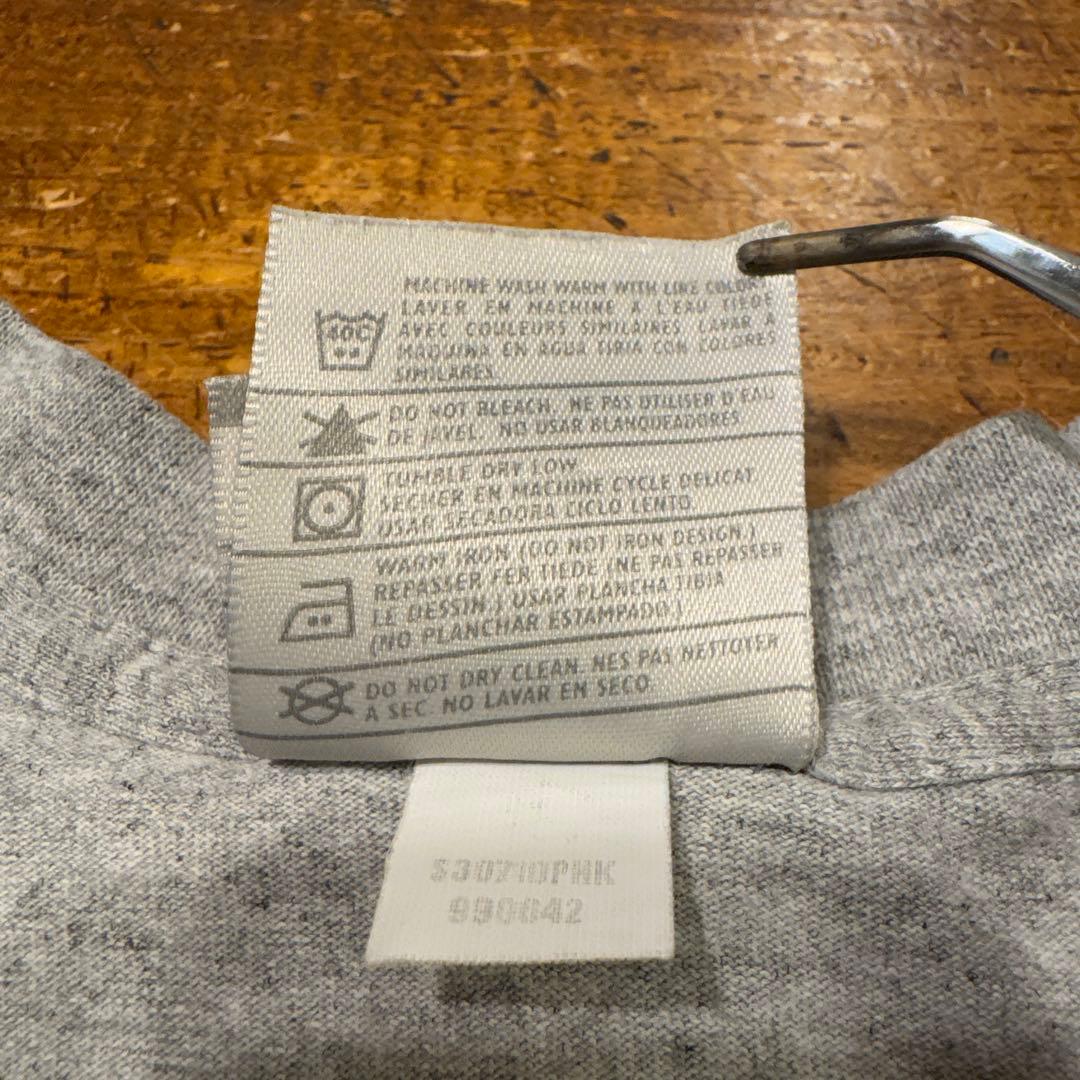 MACHINE WASH WARM WITH LIKE COLOR
LAVER EN MACHINE A L'EAU TIEDE
AVEC COULEURS SIMILAIRES LAVAR A
MAQUINA EN AGUA TIBIA CON COLORES
SIMILARES
40C
DO NOT BLEACH. NE PAS UTILISER D EAU
DE JAVEL. NO USAR BLANQUEADORES.
TUMBLE DRY LOW
SECHER EN MACHINE CYCLE DELICAT
USAR SECADORA CICLO LENTO
WARM IRON (DO NOT IRON DESIGN )
REPASSER FER TIEDE (NE PAS REPASSER
LE DESSIN ) USAR PLANCHA TIBIA
(NO PLANCHAR ESTAMPADO )
DO NOT DRY CLEAN. NES PAS NETTOYER
A SEC NO LAVAR EN SECO
S30710PHK
990042